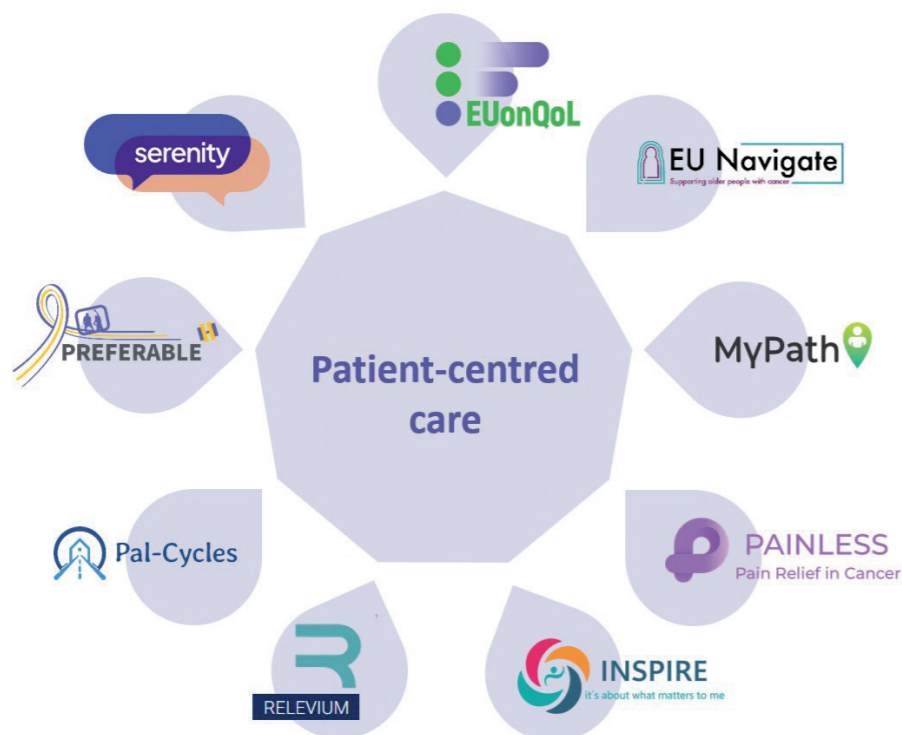 EUonQoL
serenity
EU Navigate
Supporting older people with cancer
PREFERABLE
MyPath
Patient-centred
care
Pal-Cycles
PAINLESS
Pain Relief in Cancer
RELEVIUM
INSPIRE
it´s about what matters to me